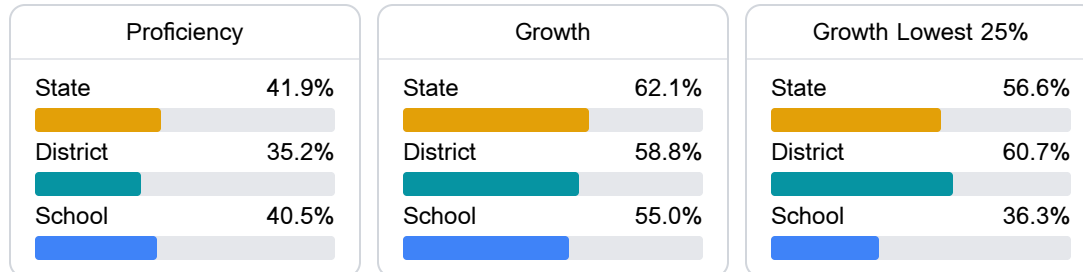 Proficiency
State 41.9%
District 35.2%
School 40.5%
Growth
State 62.1%
District 58.8%
School 55.0%
Growth Lowest 25%
State 56.6%
District 60.7%
School 36.3%